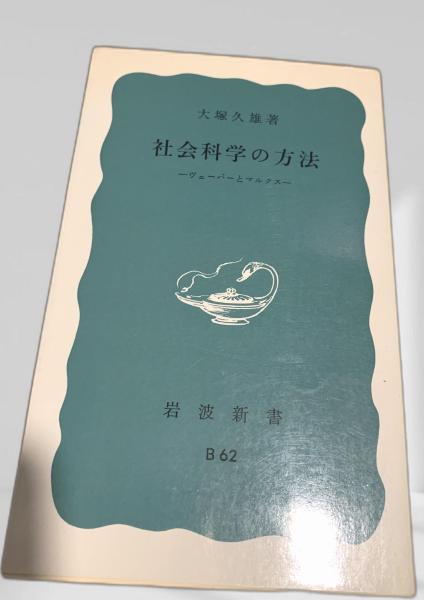 大塚久雄著
社会科学の方法
―ヴェーバーとマルクス―
岩波新書
B62